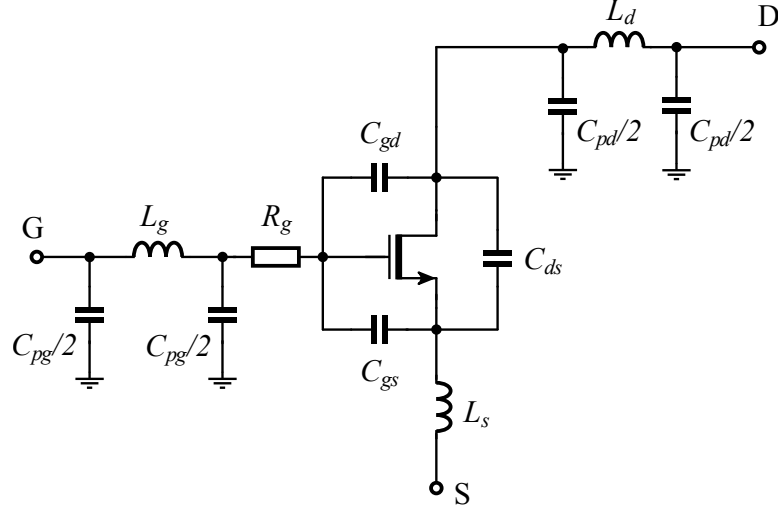 L_d
D
C_pd/2
C_pd/2
C_gd
L_g
R_g
G
C_ds
C_pg/2
C_pg/2
C_gs
L_s
S